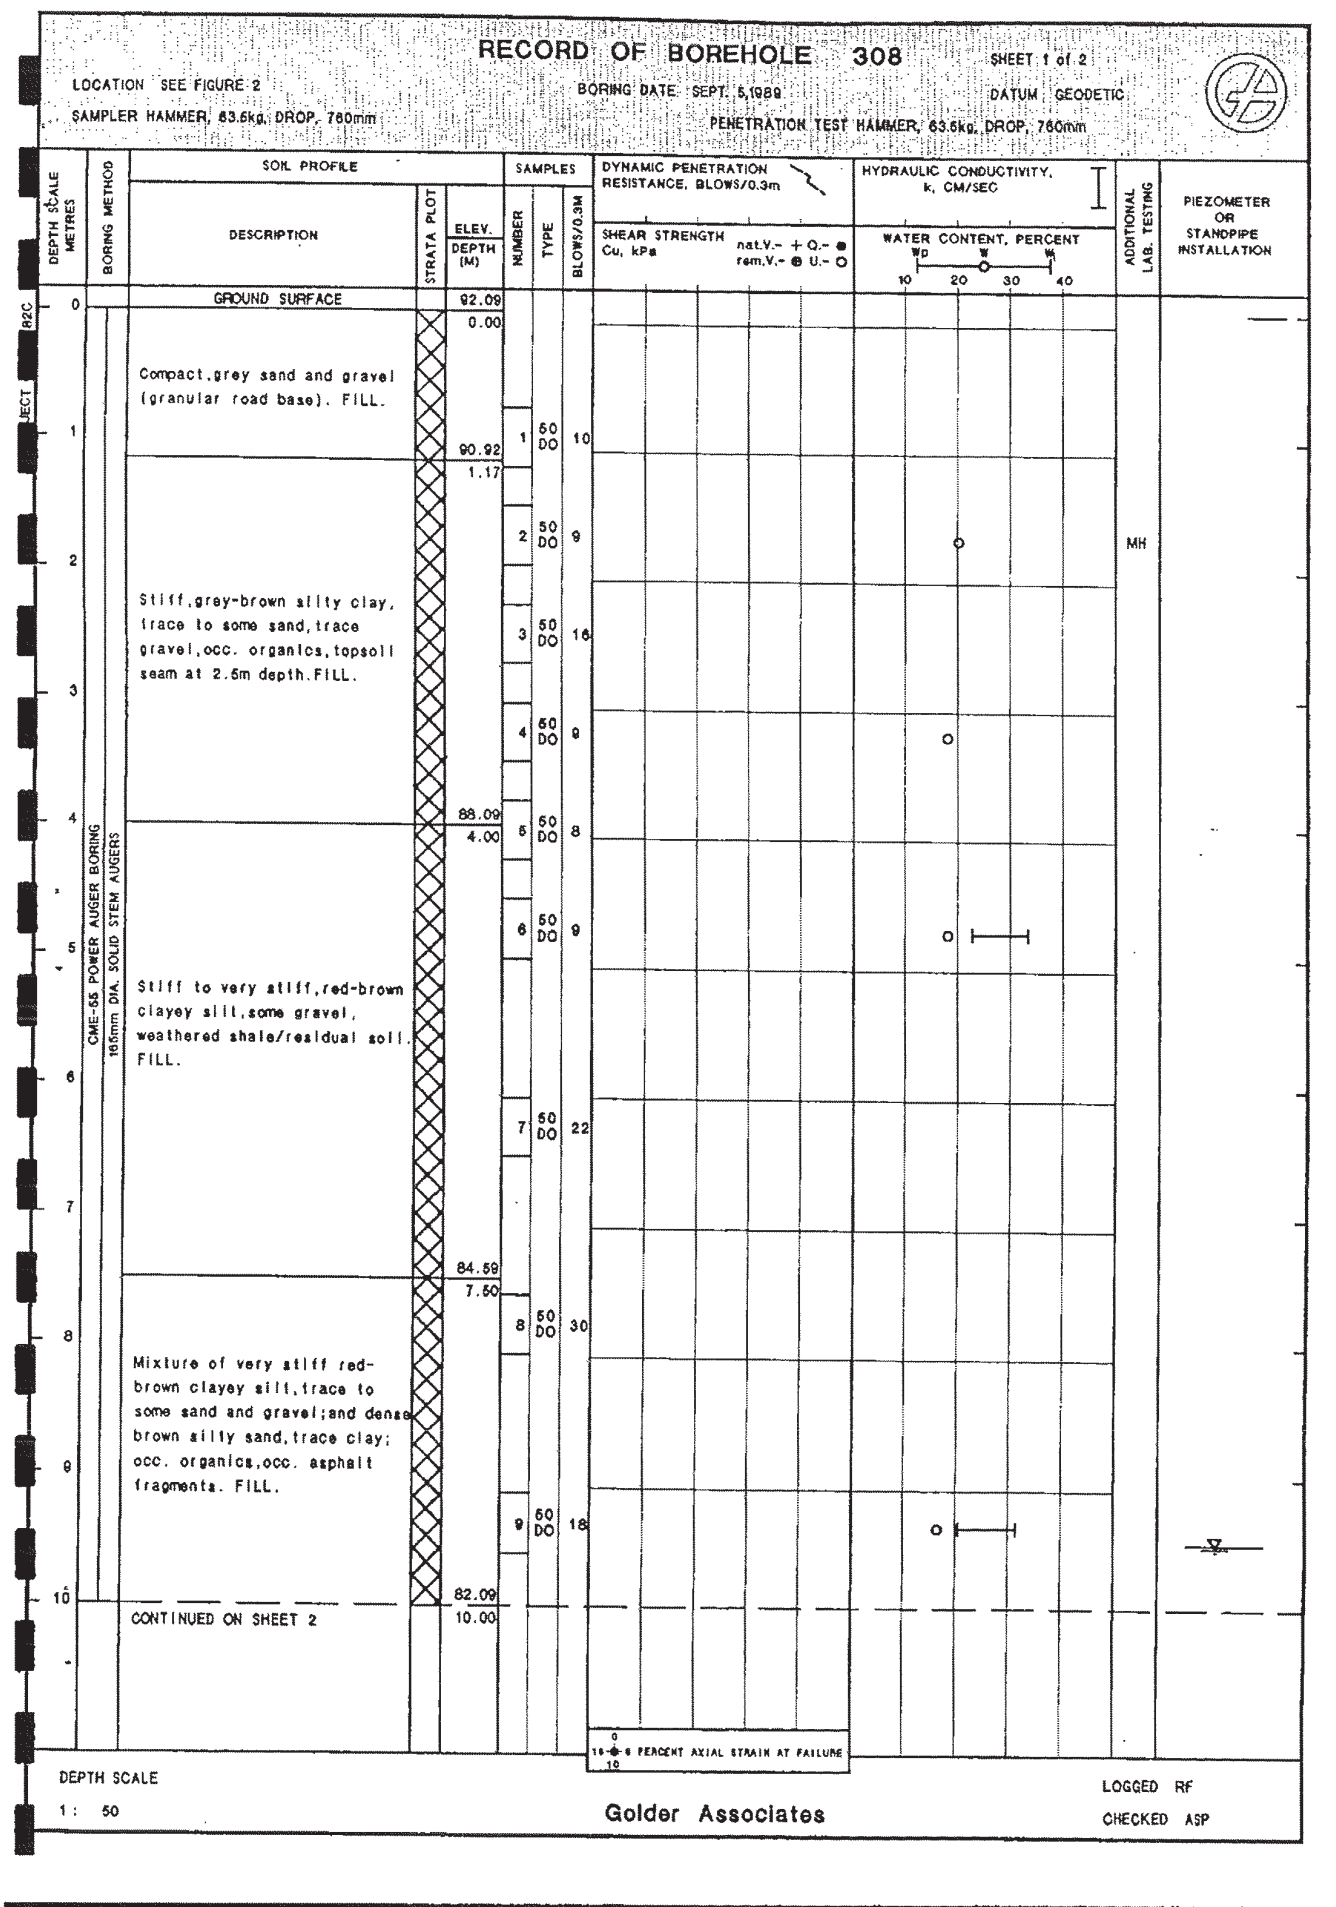 RECORD OF BOREHOLE 308
SHEET 1 of 2
LOCATION SEE FIGURE 2
BORING DATE SEPT. 5,1989
DATUM GEODETIC
SAMPLER HAMMER, 63.5kg, DROP, 760mm
PENETRATION TEST HAMMER, 63.5kg, DROP, 760mm
DEPTH SCALE
METRES
BORING METHOD
SOIL PROFILE
DESCRIPTION
STRATA PLOT
ELEV.
DEPTH
(M)
SAMPLES
NUMBER
TYPE
BLOWS/0.3M
DYNAMIC PENETRATION
RESISTANCE, BLOWS/0.3m
SHEAR STRENGTH
Cu, kPa
nat.V.- + Q.- ●
rem.V.- ⊕ U.- O
HYDRAULIC CONDUCTIVITY,
k, CM/SEC
WATER CONTENT, PERCENT
Wp W Wl
10 20 30 40
ADDITIONAL
LAB. TESTING
PIEZOMETER
OR
STANDPIPE
INSTALLATION
JECT
82C
0
GROUND SURFACE
92.09
0.00
Compact,grey sand and gravel
(granular road base). FILL.
1
1 50 DO 10
90.92
1.17
2 50 DO 9
MH
2
Stiff,grey-brown silty clay,
trace to some sand,trace
gravel,occ. organics,topsoil
seam at 2.5m depth.FILL.
3 50 DO 16
3
4 50 DO 9
4
88.09
4.00
5 50 DO 8
CME-55 POWER AUGER BORING
165mm DIA. SOLID STEM AUGERS
6 50 DO 9
5
Stiff to very stiff,red-brown
clayey silt,some gravel,
weathered shale/residual soil.
FILL.
6
7 50 DO 22
7
84.59
7.50
8 50 DO 30
8
Mixture of very stiff red-
brown clayey silt,trace to
some sand and gravel;and dense
brown silty sand,trace clay;
occ. organics,occ. asphalt
fragments. FILL.
9
9 50 DO 18
10
82.09
10.00
CONTINUED ON SHEET 2
0
15 5 PERCENT AXIAL STRAIN AT FAILURE
10
DEPTH SCALE
1 : 50
Golder Associates
LOGGED RF
CHECKED ASP